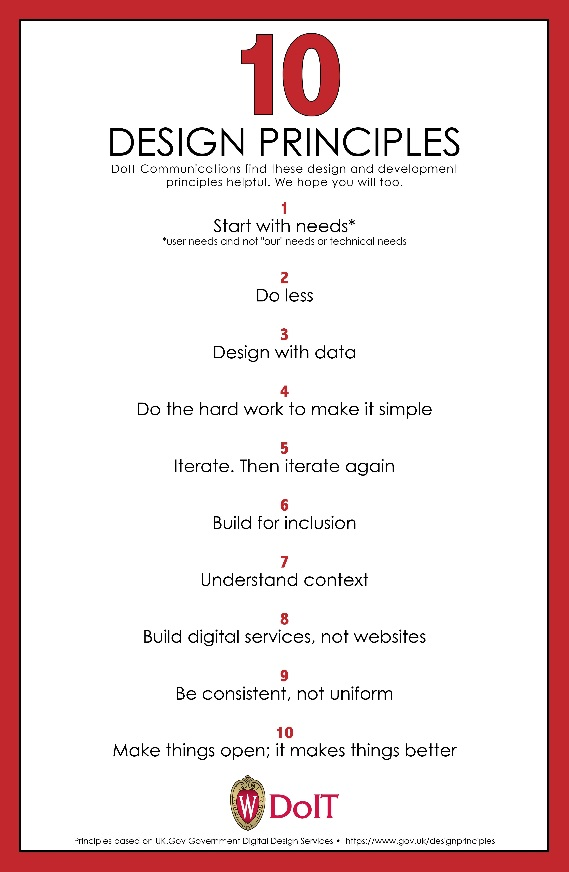 10
DESIGN PRINCIPLES
DoIT Communications find these design and development
principles helpful. We hope you will too.
1
Start with needs*
*user needs and not "our' needs or technical needs
2
Do less
3
Design with data
4
Do the hard work to make it simple
5
Iterate. Then iterate again
6
Build for inclusion
7
Understand context
8
Build digital services, not websites
9
Be consistent, not uniform
10
Make things open; it makes things better
W DoIT
Principles based on UK.Gov Government Digital Design Services • https://www.gov.uk/designprinciples